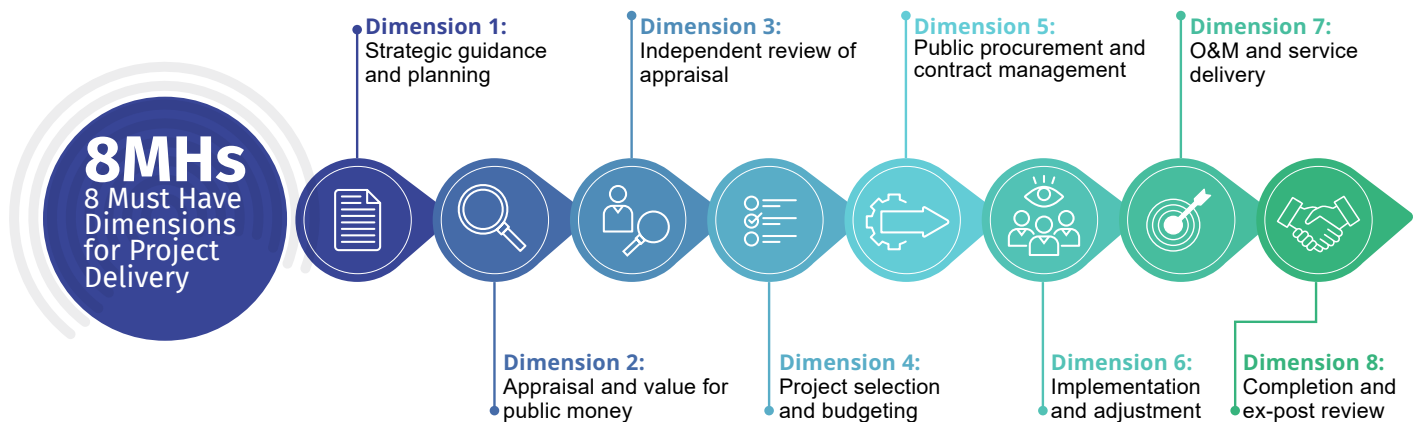 8MHs
8 Must Have
Dimensions
for Project
Delivery
Dimension 1:
Strategic guidance
and planning
Dimension 2:
Appraisal and value for
public money
Dimension 3:
Independent review of
appraisal
Dimension 4:
Project selection
and budgeting
Dimension 5:
Public procurement and
contract management
Dimension 6:
Implementation
and adjustment
Dimension 7:
O&M and service
delivery
Dimension 8:
Completion and
ex-post review